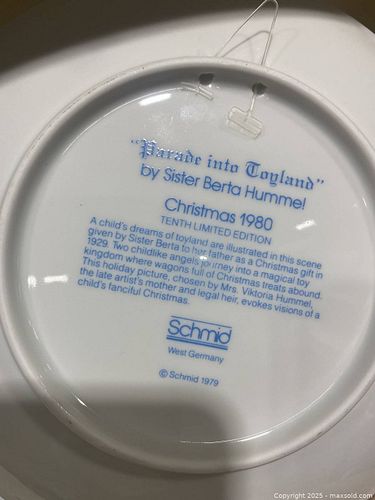 "Parade into Toyland"
by Sister Berta Hummel
Christmas 1980
TENTH LIMITED EDITION
A child's dreams of toyland are illustrated in this scene
given by Sister Berta to her father as a Christmas gift in
1929. Two childlike angels journey into a magical toy
kingdom where wagons full of Christmas treats abound.
This holiday picture, chosen by Mrs. Viktoria Hummel,
the late artist's mother and legal heir, evokes visions of a
child's fanciful Christmas.
Schmid
West Germany
© Schmid 1979
Copyright 2025 - maxsold.com